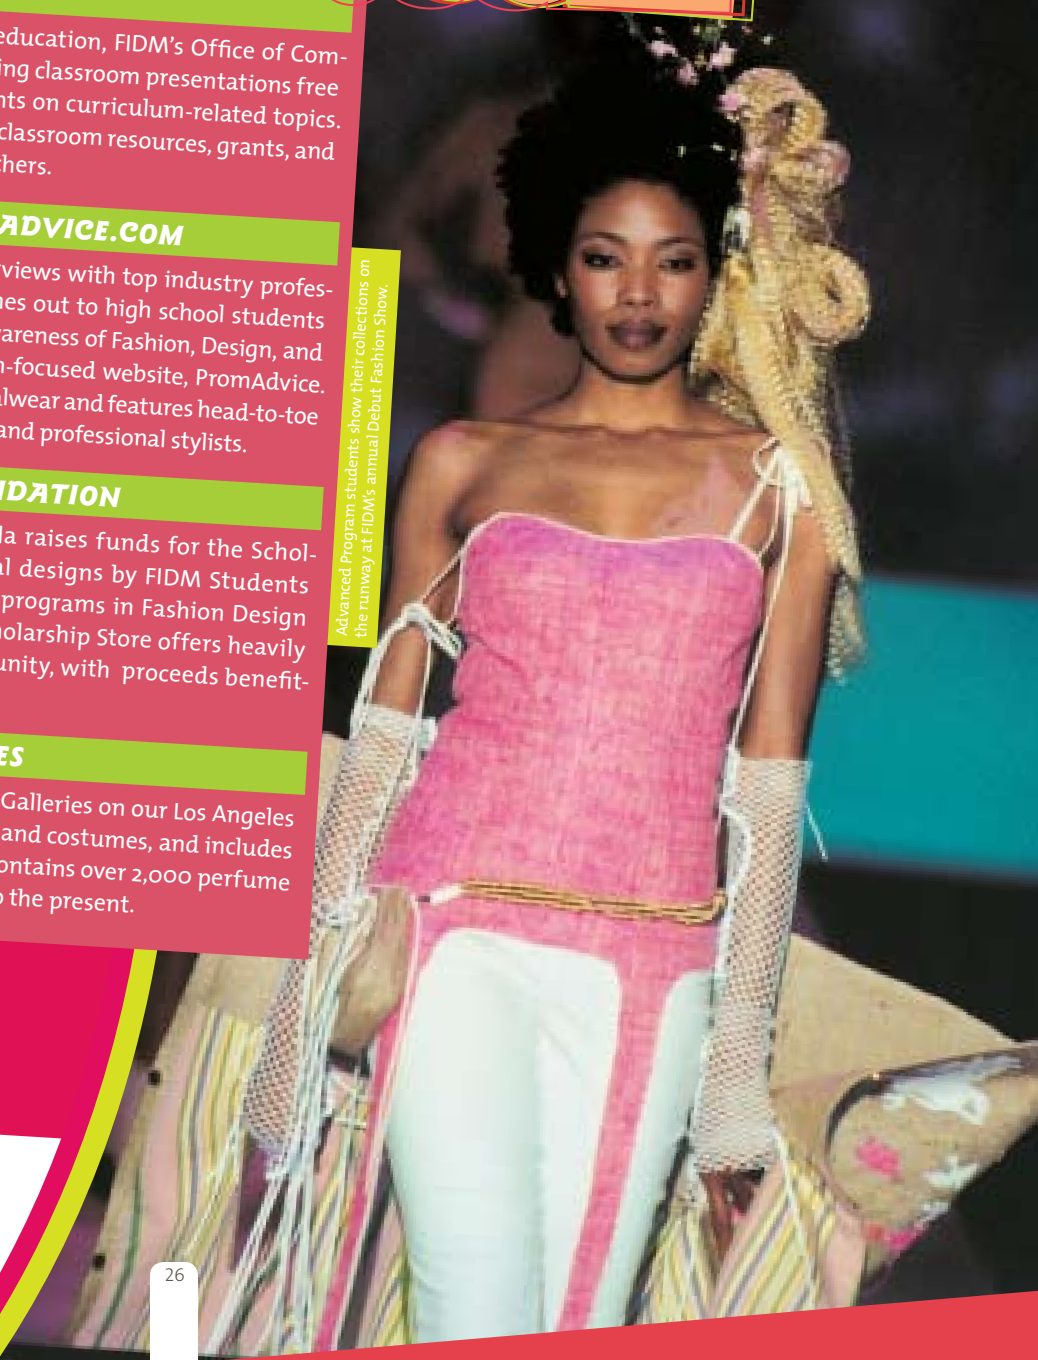 education, FIDM's Office of Com-
ing classroom presentations free
nts on curriculum-related topics.
classroom resources, grants, and
chers.
ADVICE.COM
views with top industry profes-
hes out to high school students
areness of Fashion, Design, and
n-focused website, PromAdvice.
alwear and features head-to-toe
and professional stylists.
NDATION
la raises funds for the Schol-
al designs by FIDM Students
programs in Fashion Design
olarship Store offers heavily
unity, with proceeds benefit-
ES
Galleries on our Los Angeles
and costumes, and includes
ontains over 2,000 perfume
o the present.
Advanced Program students show their collections on
the runway at FIDM's annual Debut Fashion Show.
26